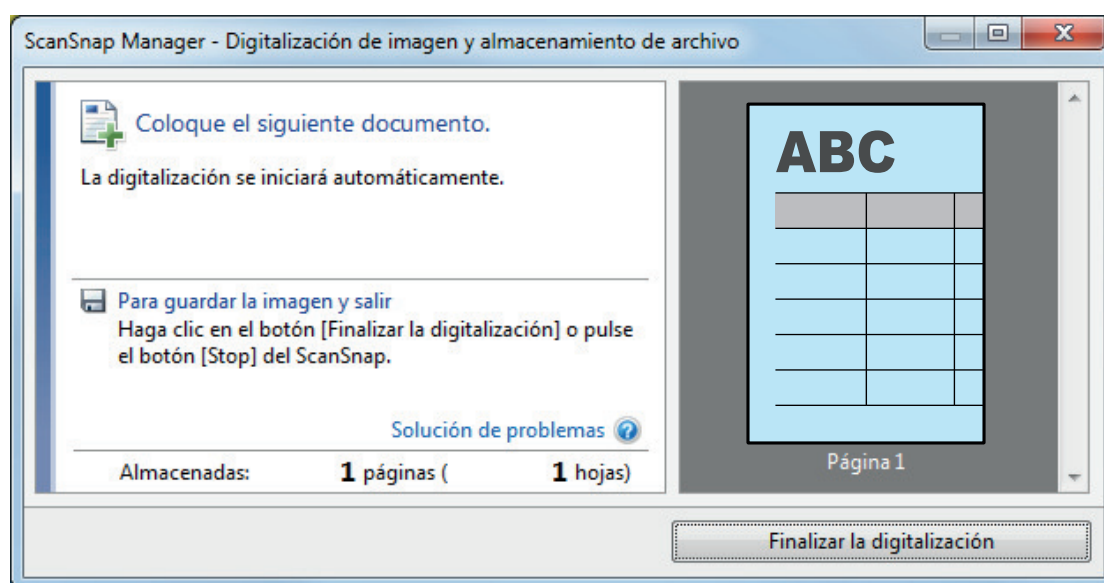 ScanSnap Manager - Digitalización de imagen y almacenamiento de archivo
Coloque el siguiente documento.
La digitalización se iniciará automáticamente.
Para guardar la imagen y salir
Haga clic en el botón [Finalizar la digitalización] o pulse
el botón [Stop] del ScanSnap.
Solución de problemas
Almacenadas: 1 páginas ( 1 hojas)
ABC
Página 1
Finalizar la digitalización